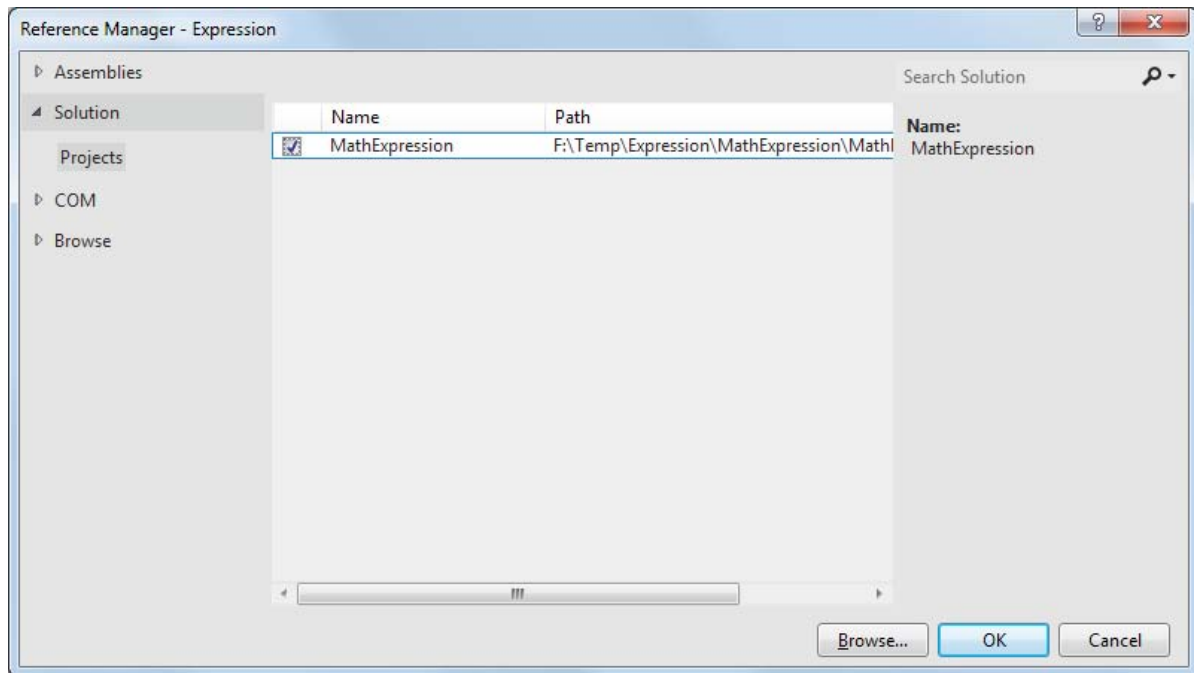 Reference Manager - Expression
Assemblies
Solution
Projects
COM
Browse
Name Path
MathExpression F:\Temp\Expression\MathExpression\Math
Search Solution
Name:
MathExpression
Browse... OK Cancel